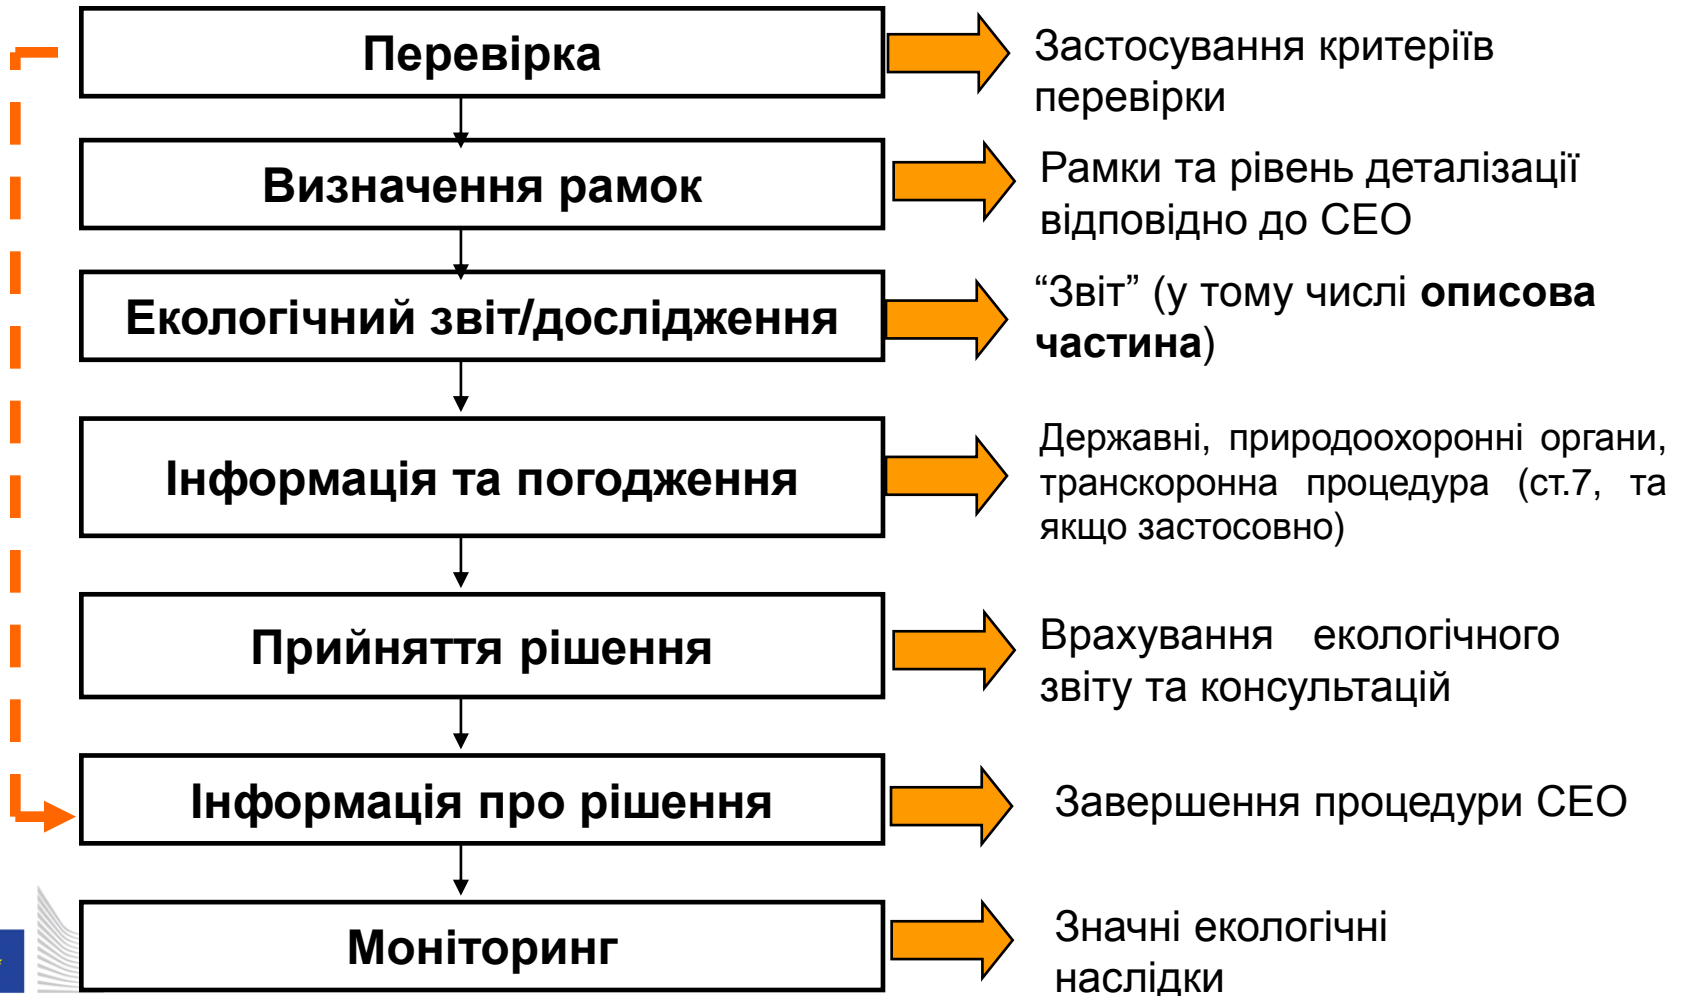 Перевірка
Застосування критеріїв
перевірки
Визначення рамок
Рамки та рівень деталізації
відповідно до СЕО
Екологічний звіт/дослідження
“Звіт” (у тому числі описова
частина)
Інформація та погодження
Державні, природоохоронні органи,
транскоронна процедура (ст.7, та
якщо застосовно)
Прийняття рішення
Врахування екологічного
звіту та консультацій
Інформація про рішення
Завершення процедури СЕО
Моніторинг
Значні екологічні
наслідки